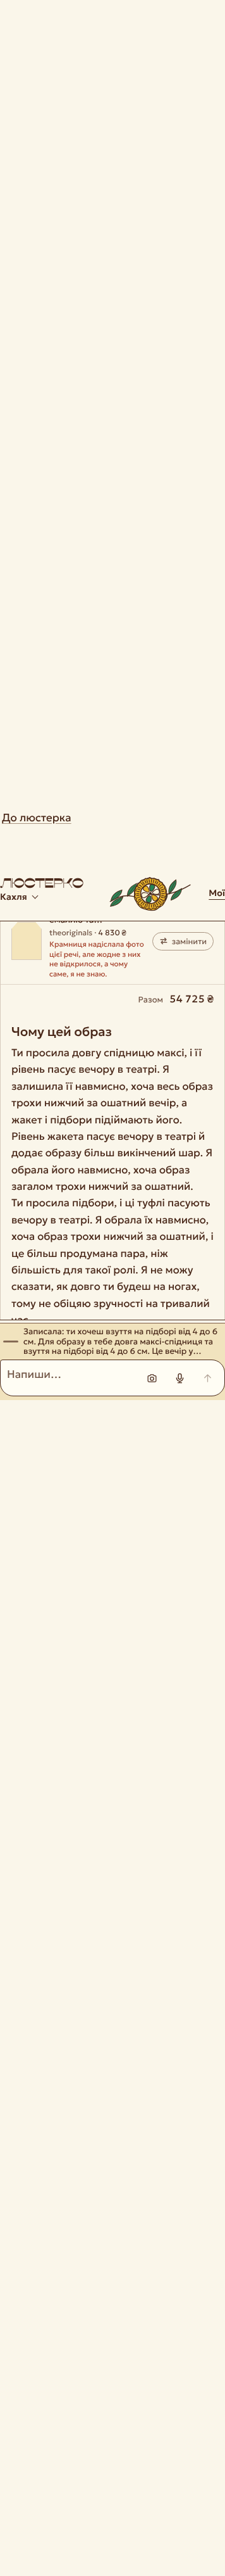 До люстерка
ЛЮСТЕРКО
Кахля
Мої
theoriginals · 4 830 ₴
Крамниця надіслала фото
цієї речі, але жодне з них
не відкрилося, а чому
саме, я не знаю.
замінити
Разом 54 725 ₴
Чому цей образ
Ти просила довгу спідницю максі, і її
рівень пасує вечору в театрі. Я
залишила її навмисно, хоча весь образ
трохи нижчий за ошатний вечір, а
жакет і підбори підіймають його.
Рівень жакета пасує вечору в театрі й
додає образу більш викінчений шар. Я
обрала його навмисно, хоча образ
загалом трохи нижчий за ошатний.
Ти просила підбори, і ці туфлі пасують
вечору в театрі. Я обрала їх навмисно,
хоча образ трохи нижчий за ошатний, і
це більш продумана пара, ніж
більшість для такої ролі. Я не можу
сказати, як довго ти будеш на ногах,
тому не обіцяю зручності на тривалий
Записала: ти хочеш взуття на підборі від 4 до 6
см. Для образу в тебе довга максі-спідниця та
взуття на підборі від 4 до 6 см. Це вечір у…
Напиши…